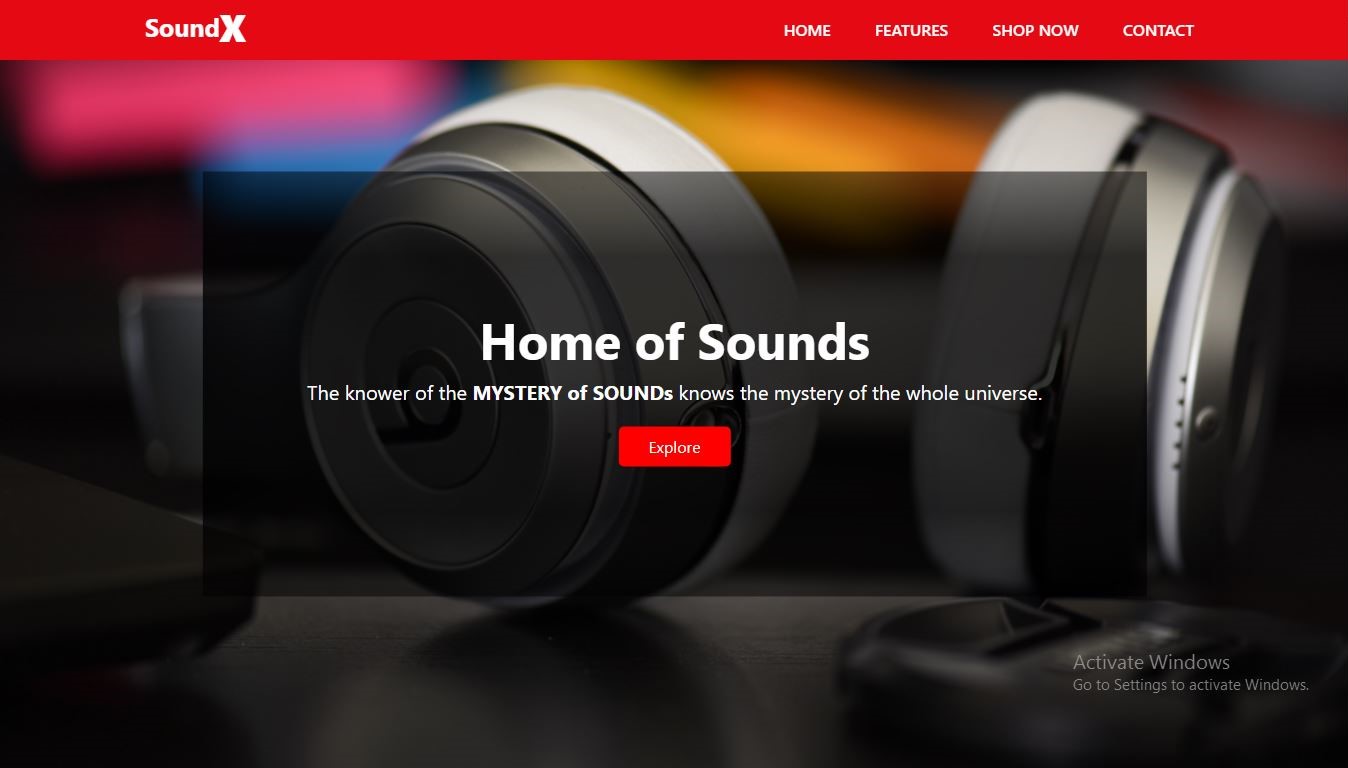 SoundX
HOME FEATURES SHOP NOW CONTACT
Home of Sounds
The knower of the MYSTERY of SOUNDs knows the mystery of the whole universe.
Explore
Activate Windows
Go to Settings to activate Windows.